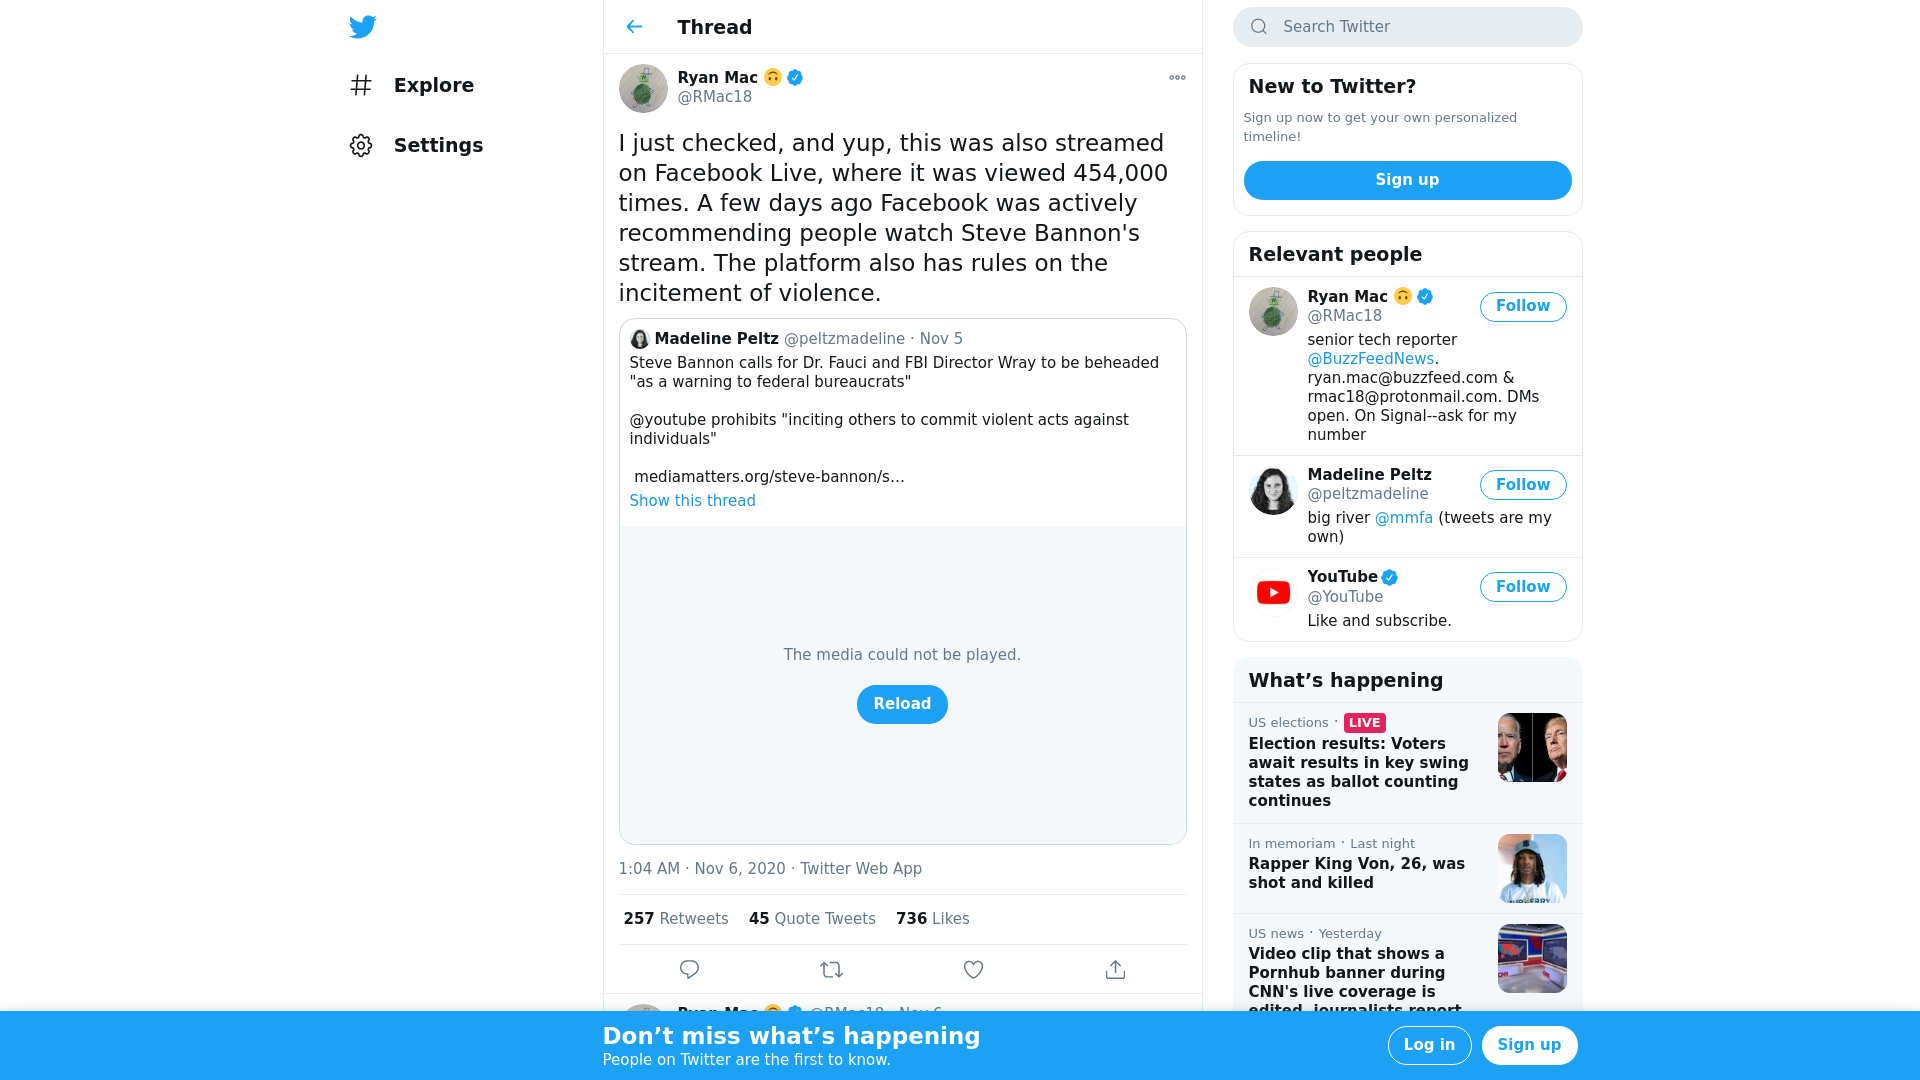 Explore
Settings
Thread
Ryan Mac 🙃
@RMac18
I just checked, and yup, this was also streamed
on Facebook Live, where it was viewed 454,000
times. A few days ago Facebook was actively
recommending people watch Steve Bannon's
stream. The platform also has rules on the
incitement of violence.
Madeline Peltz @peltzmadeline · Nov 5
Steve Bannon calls for Dr. Fauci and FBI Director Wray to be beheaded
"as a warning to federal bureaucrats"
@youtube prohibits "inciting others to commit violent acts against
individuals"
mediamatters.org/steve-bannon/s…
Show this thread
The media could not be played.
Reload
1:04 AM · Nov 6, 2020 · Twitter Web App
257 Retweets 45 Quote Tweets 736 Likes
Ryan Mac 🙃 @RMac18 · Nov 6
Search Twitter
New to Twitter?
Sign up now to get your own personalized
timeline!
Sign up
Relevant people
Ryan Mac 🙃
@RMac18
Follow
senior tech reporter
@BuzzFeedNews.
ryan.mac@buzzfeed.com &
rmac18@protonmail.com. DMs
open. On Signal--ask for my
number
Madeline Peltz
@peltzmadeline
Follow
big river @mmfa (tweets are my
own)
YouTube
@YouTube
Follow
Like and subscribe.
What's happening
US elections · LIVE
Election results: Voters
await results in key swing
states as ballot counting
continues
In memoriam · Last night
Rapper King Von, 26, was
shot and killed
US news · Yesterday
Video clip that shows a
Pornhub banner during
CNN's live coverage is
edited, journalists report
Don't miss what's happening
People on Twitter are the first to know.
Log in
Sign up